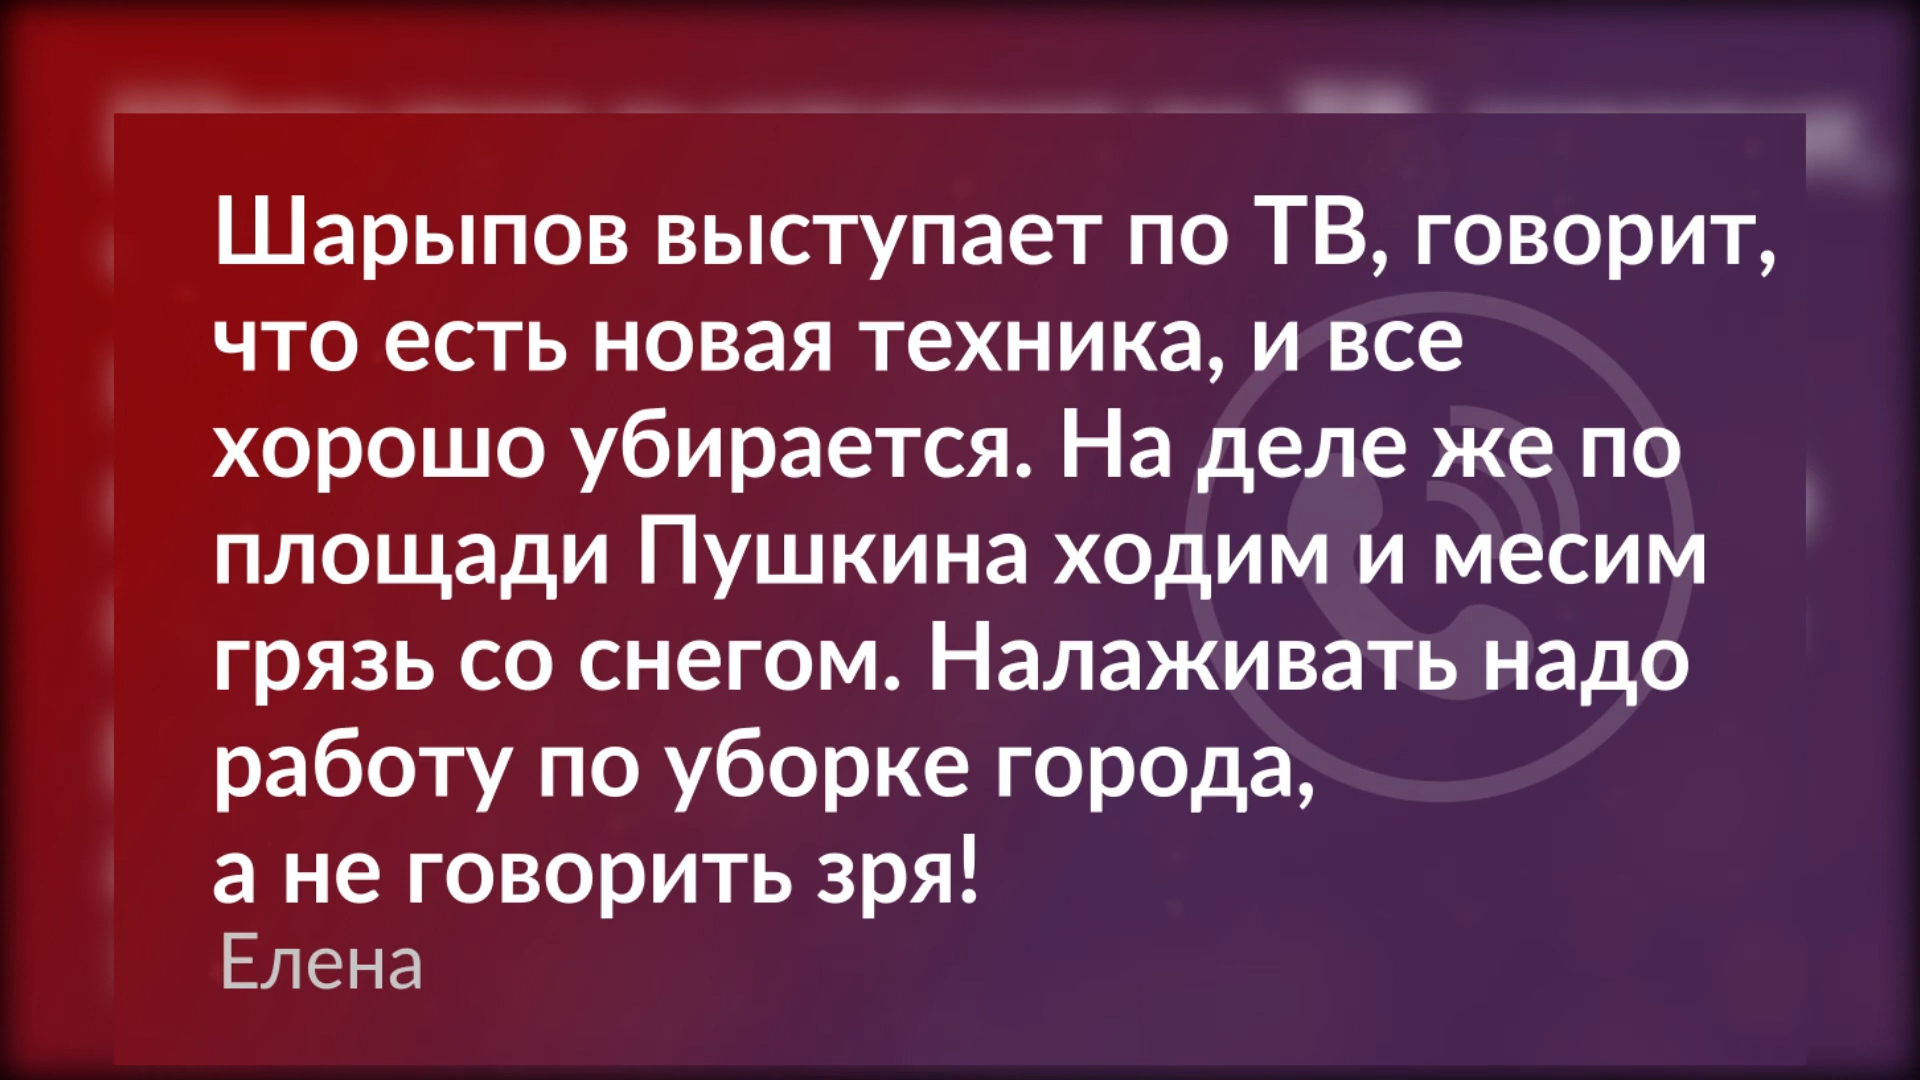 Шарыпов выступает по ТВ, говорит,
что есть новая техника, и все
хорошо убирается. На деле же по
площади Пушкина ходим и месим
грязь со снегом. Налаживать надо
работу по уборке города,
а не говорить зря!
Елена